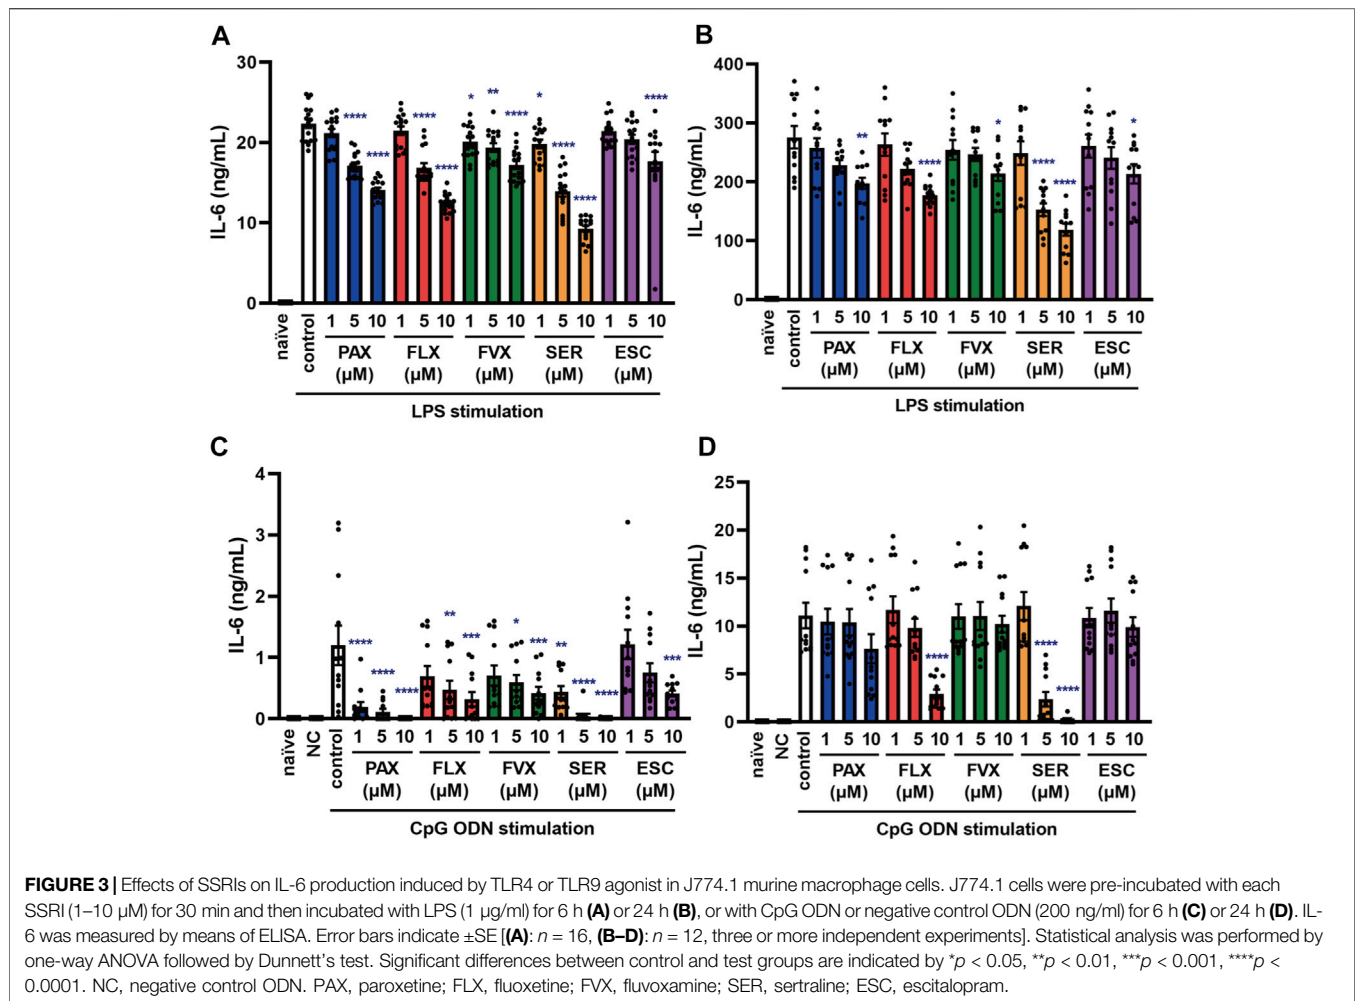 A
IL-6 (ng/mL)
30
20
10
0
* ** **** * ****
**** **** ****
**** **** ****
naïve control 1 5 10 1 5 10 1 5 10 1 5 10 1 5 10
PAX FLX FVX SER ESC
(µM) (µM) (µM) (µM) (µM)
LPS stimulation
B
IL-6 (ng/mL)
400
300
200
100
0
** **** * **** **** *
naïve control 1 5 10 1 5 10 1 5 10 1 5 10 1 5 10
PAX FLX FVX SER ESC
(µM) (µM) (µM) (µM) (µM)
LPS stimulation
C
IL-6 (ng/mL)
4
3
2
1
0
**** **** **** ** *** * *** ** **** **** ***
naïve NC control 1 5 10 1 5 10 1 5 10 1 5 10 1 5 10
PAX FLX FVX SER ESC
(µM) (µM) (µM) (µM) (µM)
CpG ODN stimulation
D
IL-6 (ng/mL)
25
20
15
10
5
0
**** **** ****
naïve NC control 1 5 10 1 5 10 1 5 10 1 5 10 1 5 10
PAX FLX FVX SER ESC
(µM) (µM) (µM) (µM) (µM)
CpG ODN stimulation
FIGURE 3 | Effects of SSRIs on IL-6 production induced by TLR4 or TLR9 agonist in J774.1 murine macrophage cells. J774.1 cells were pre-incubated with each
SSRI (1–10 µM) for 30 min and then incubated with LPS (1 µg/ml) for 6 h (A) or 24 h (B), or with CpG ODN or negative control ODN (200 ng/ml) for 6 h (C) or 24 h (D). IL-
6 was measured by means of ELISA. Error bars indicate ±SE [(A): n = 16, (B–D): n = 12, three or more independent experiments]. Statistical analysis was performed by
one-way ANOVA followed by Dunnett's test. Significant differences between control and test groups are indicated by *p < 0.05, **p < 0.01, ***p < 0.001, ****p <
0.0001. NC, negative control ODN. PAX, paroxetine; FLX, fluoxetine; FVX, fluvoxamine; SER, sertraline; ESC, escitalopram.